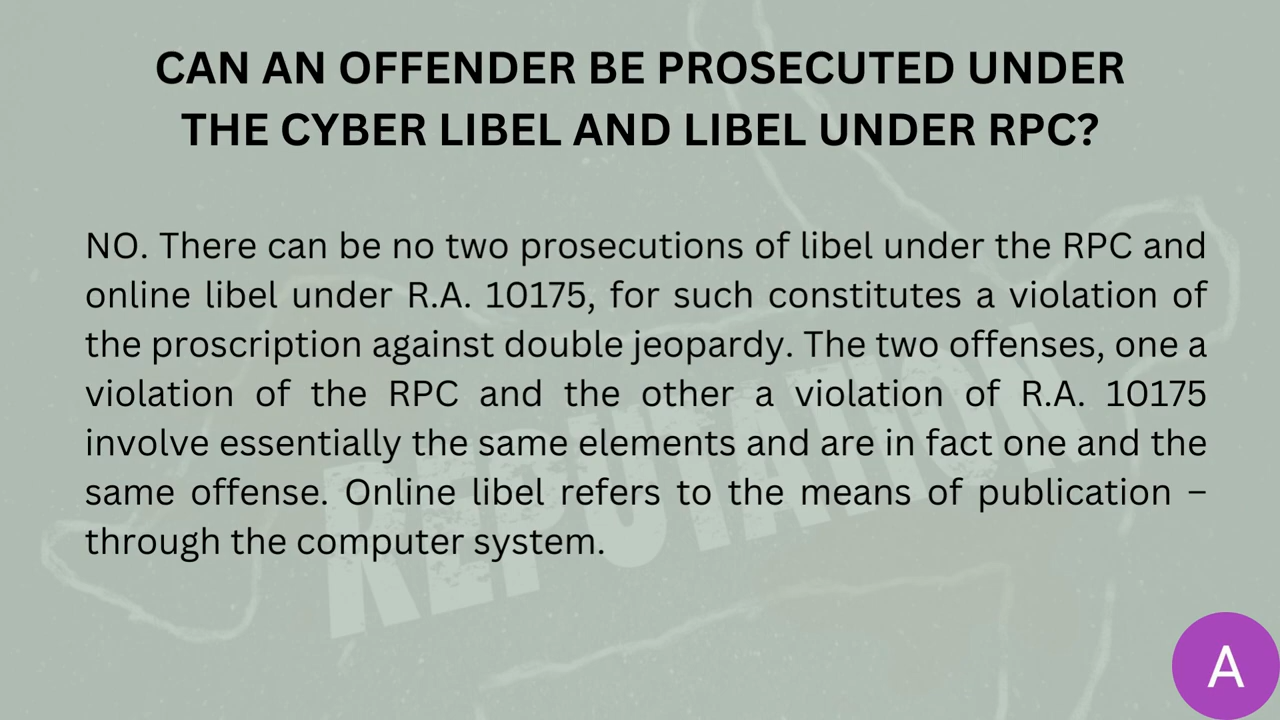 CAN AN OFFENDER BE PROSECUTED UNDER
THE CYBER LIBEL AND LIBEL UNDER RPC?
NO. There can be no two prosecutions of libel under the RPC and
online libel under R.A. 10175, for such constitutes a violation of
the proscription against double jeopardy. The two offenses, one a
violation of the RPC and the other a violation of R.A. 10175
involve essentially the same elements and are in fact one and the
same offense. Online libel refers to the means of publication –
through the computer system.
REPUTATION
A